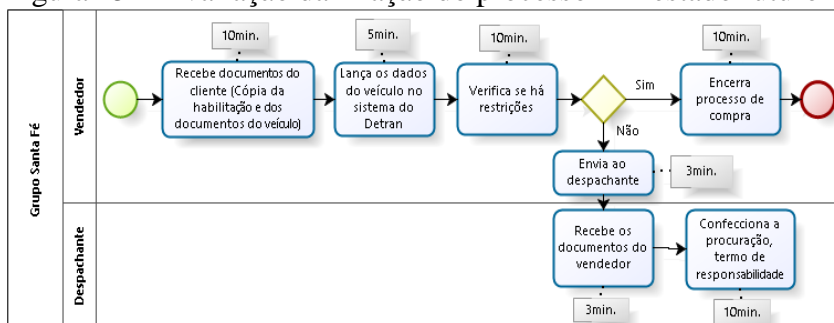 10min.
5min.
10min.
10min.
Recebe documentos do
cliente (Cópia da
habilitação e dos
documentos do veículo)
Lança os dados
do veículo no
sistema do
Detran
Verifica se há
restrições
Sim
Encerra
processo de
compra
Não
Envia ao
despachante
3min.
Vendedor
Grupo Santa Fé
Despachante
Recebe os
documentos do
vendedor
Confecciona a
procuração,
termo de
responsabilidade
3min.
10min.